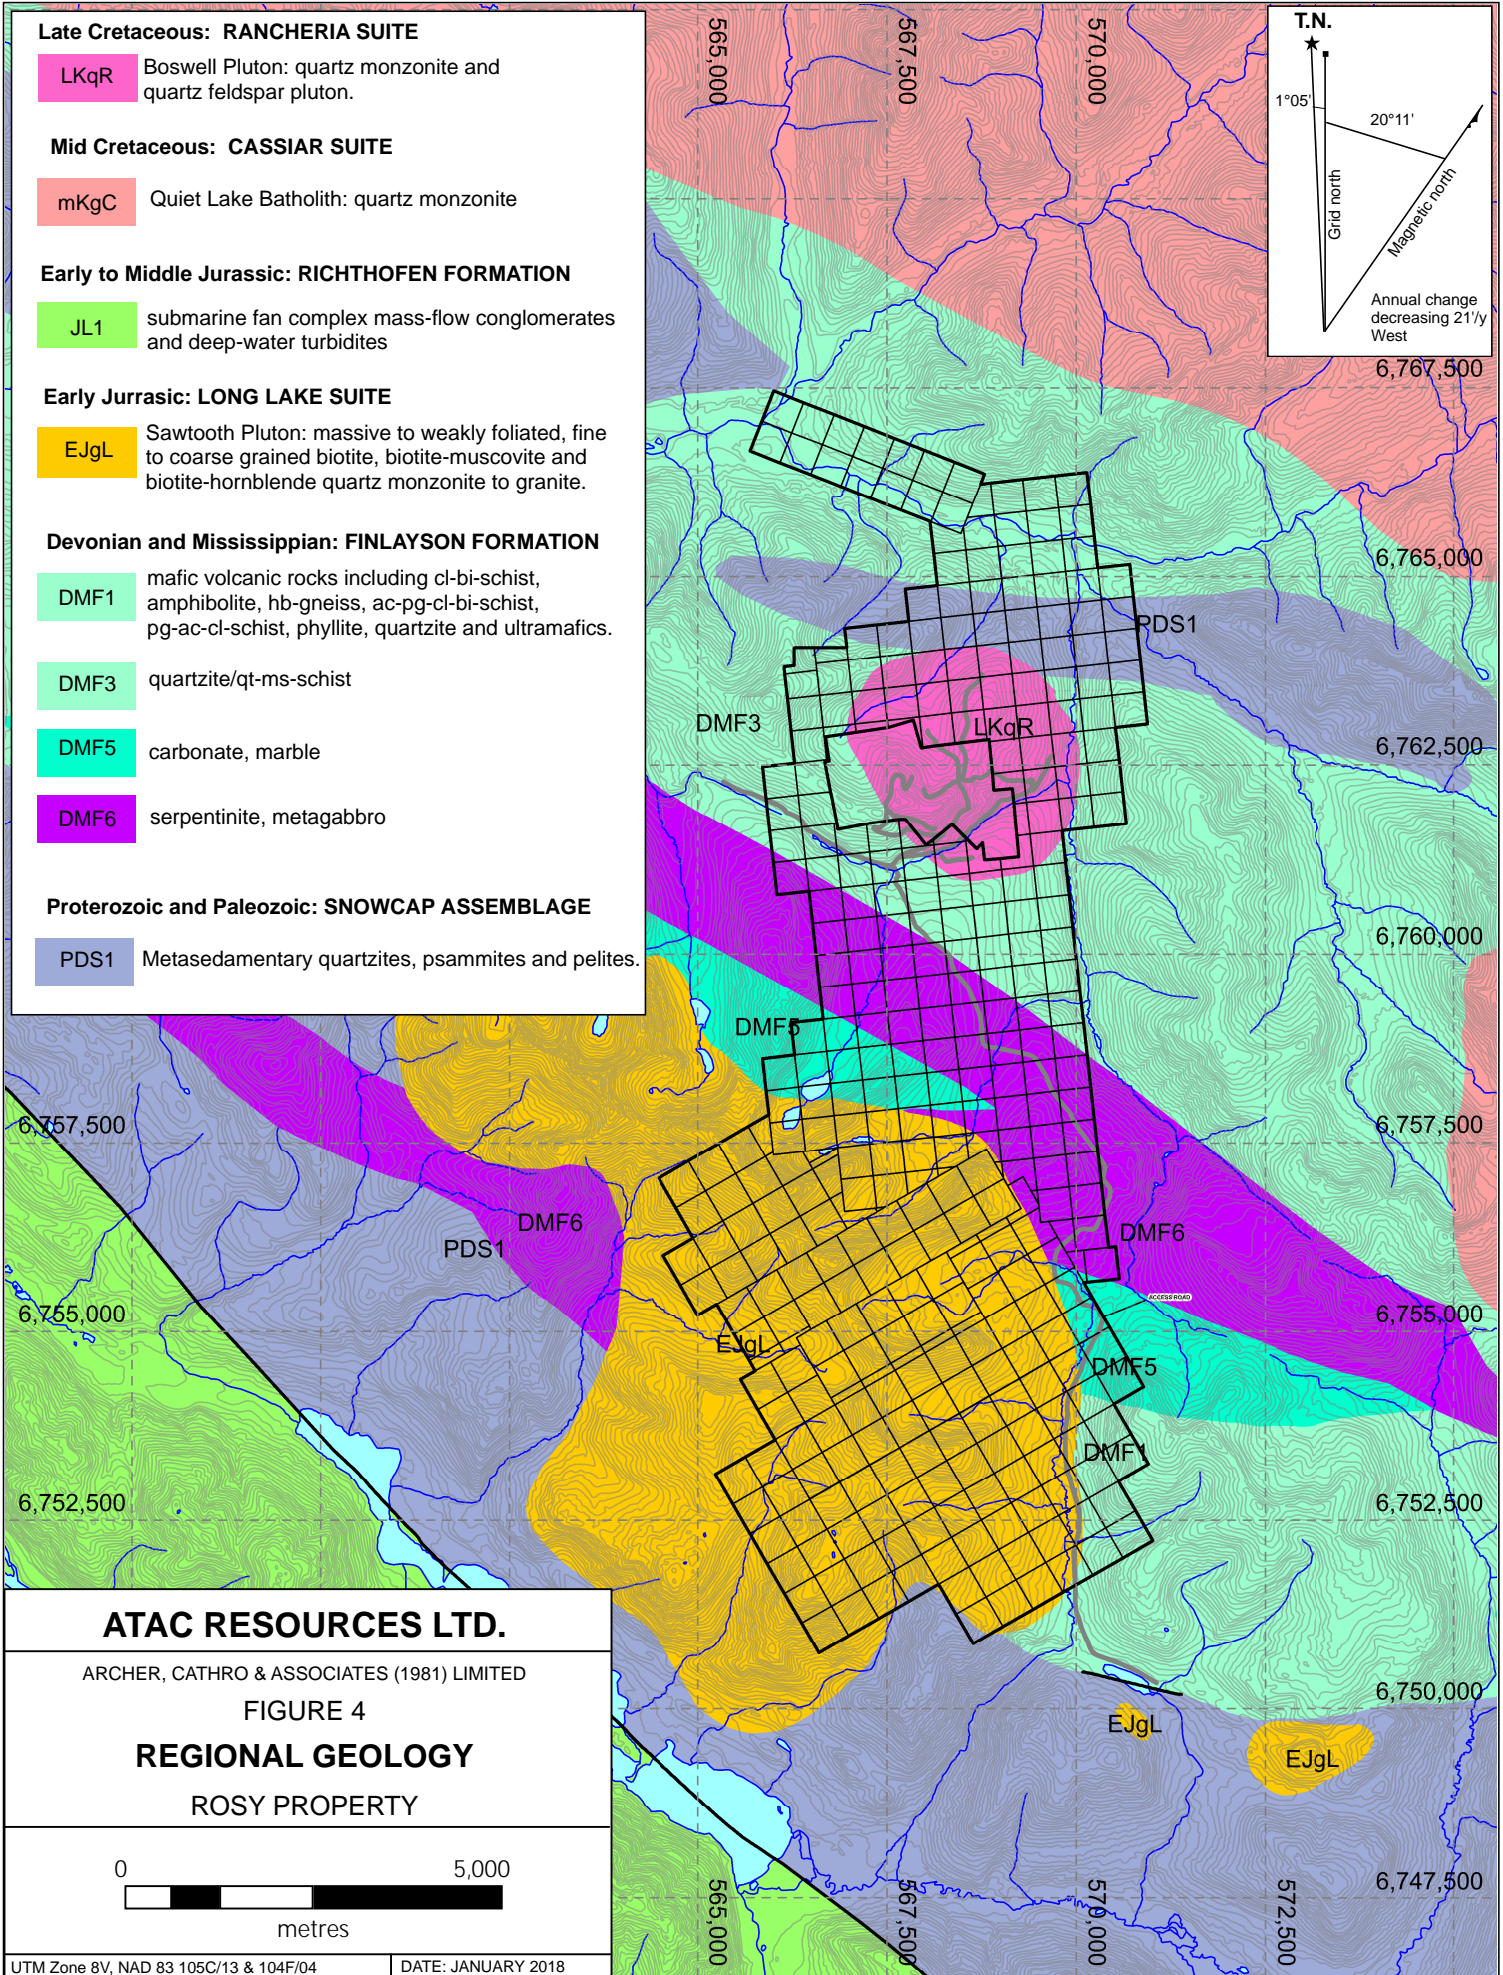 Late Cretaceous: RANCHERIA SUITE
LKqR
Boswell Pluton: quartz monzonite and
quartz feldspar pluton.
Mid Cretaceous: CASSIAR SUITE
mKgC
Quiet Lake Batholith: quartz monzonite
Early to Middle Jurassic: RICHTHOFEN FORMATION
JL1
submarine fan complex mass-flow conglomerates
and deep-water turbidites
Early Jurrasic: LONG LAKE SUITE
EJgL
Sawtooth Pluton: massive to weakly foliated, fine
to coarse grained biotite, biotite-muscovite and
biotite-hornblende quartz monzonite to granite.
Devonian and Mississippian: FINLAYSON FORMATION
DMF1
mafic volcanic rocks including cl-bi-schist,
amphibolite, hb-gneiss, ac-pg-cl-bi-schist,
pg-ac-cl-schist, phyllite, quartzite and ultramafics.
DMF3
quartzite/qt-ms-schist
DMF5
carbonate, marble
DMF6
serpentinite, metagabbro
Proterozoic and Paleozoic: SNOWCAP ASSEMBLAGE
PDS1
Metasedamentary quartzites, psammites and pelites.
565,000
567,500
570,000
T.N.
1°05'
20°11'
Grid north
Magnetic north
Annual change
decreasing 21'/y
West
6,767,500
6,765,000
PDS1
DMF3
LKqR
6,762,500
6,760,000
DMF5
6,757,500
6,757,500
DMF6
PDS1
DMF6
ACCESS ROAD
6,755,000
6,755,000
EJgL
DMF5
DMF1
6,752,500
6,752,500
6,750,000
EJgL
EJgL
6,747,500
565,000
567,500
570,000
572,500
ATAC RESOURCES LTD.
ARCHER, CATHRO & ASSOCIATES (1981) LIMITED
FIGURE 4
REGIONAL GEOLOGY
ROSY PROPERTY
0
5,000
metres
UTM Zone 8V, NAD 83 105C/13 & 104F/04
DATE: JANUARY 2018